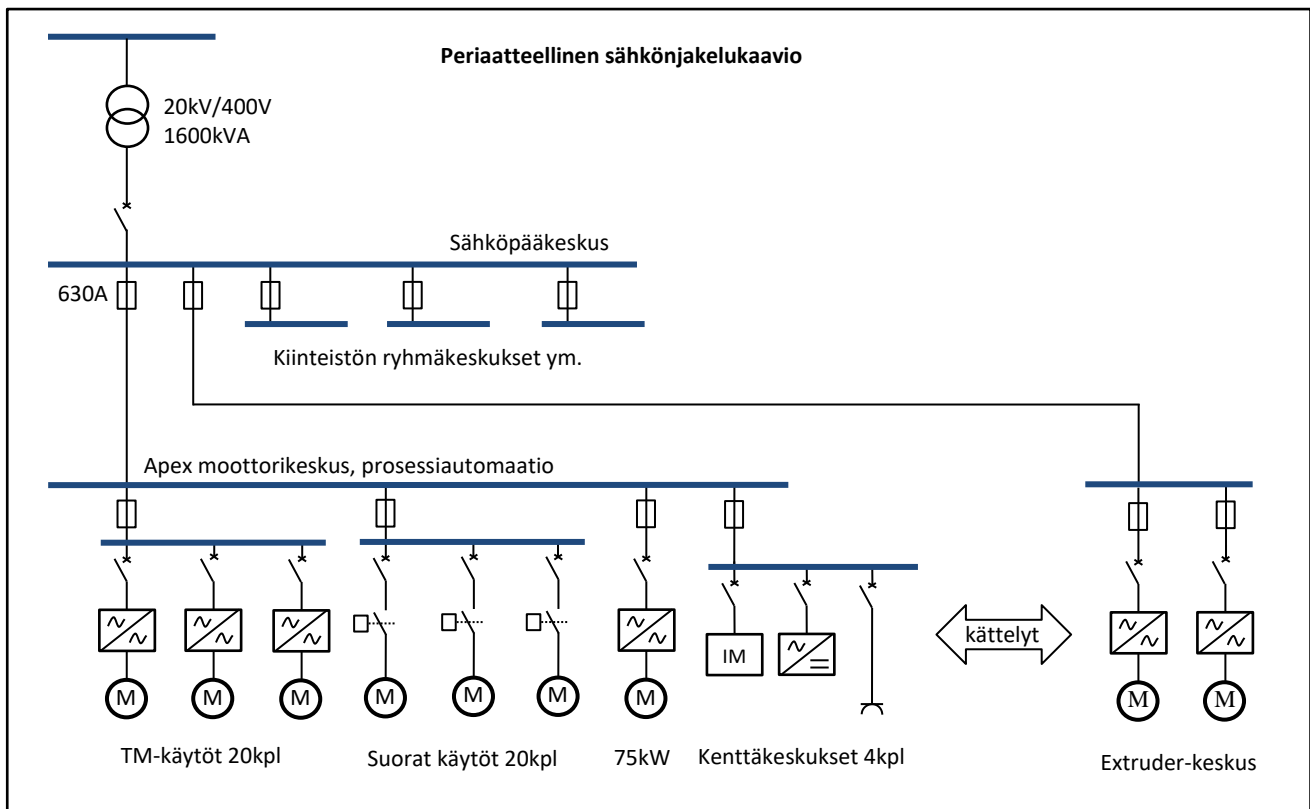 Periaatteellinen sähkönjakelukaavio
20kV/400V
1600kVA
Sähköpääkeskus
630A
Kiinteistön ryhmäkeskukset ym.
Apex moottorikeskus, prosessiautomaatio
IM
kättelyt
M M M M M M M M M
TM-käytöt 20kpl
Suorat käytöt 20kpl
75kW
Kenttäkeskukset 4kpl
Extruder-keskus